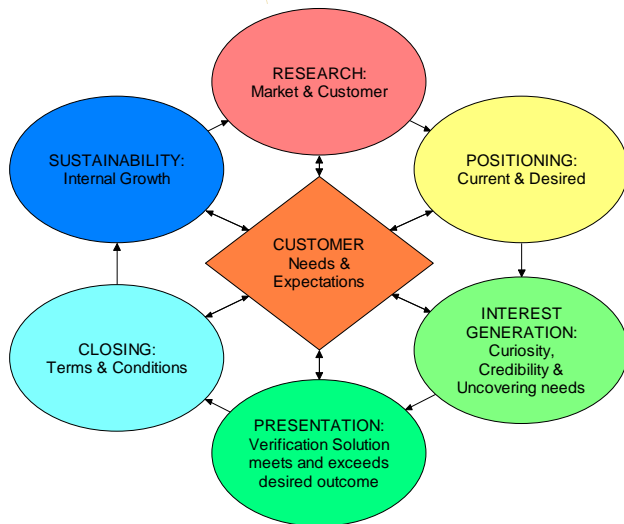 RESEARCH:
Market & Customer
SUSTAINABILITY:
Internal Growth
POSITIONING:
Current & Desired
CUSTOMER
Needs &
Expectations
CLOSING:
Terms & Conditions
INTEREST
GENERATION:
Curiosity,
Credibility &
Uncovering needs
PRESENTATION:
Verification Solution
meets and exceeds
desired outcome